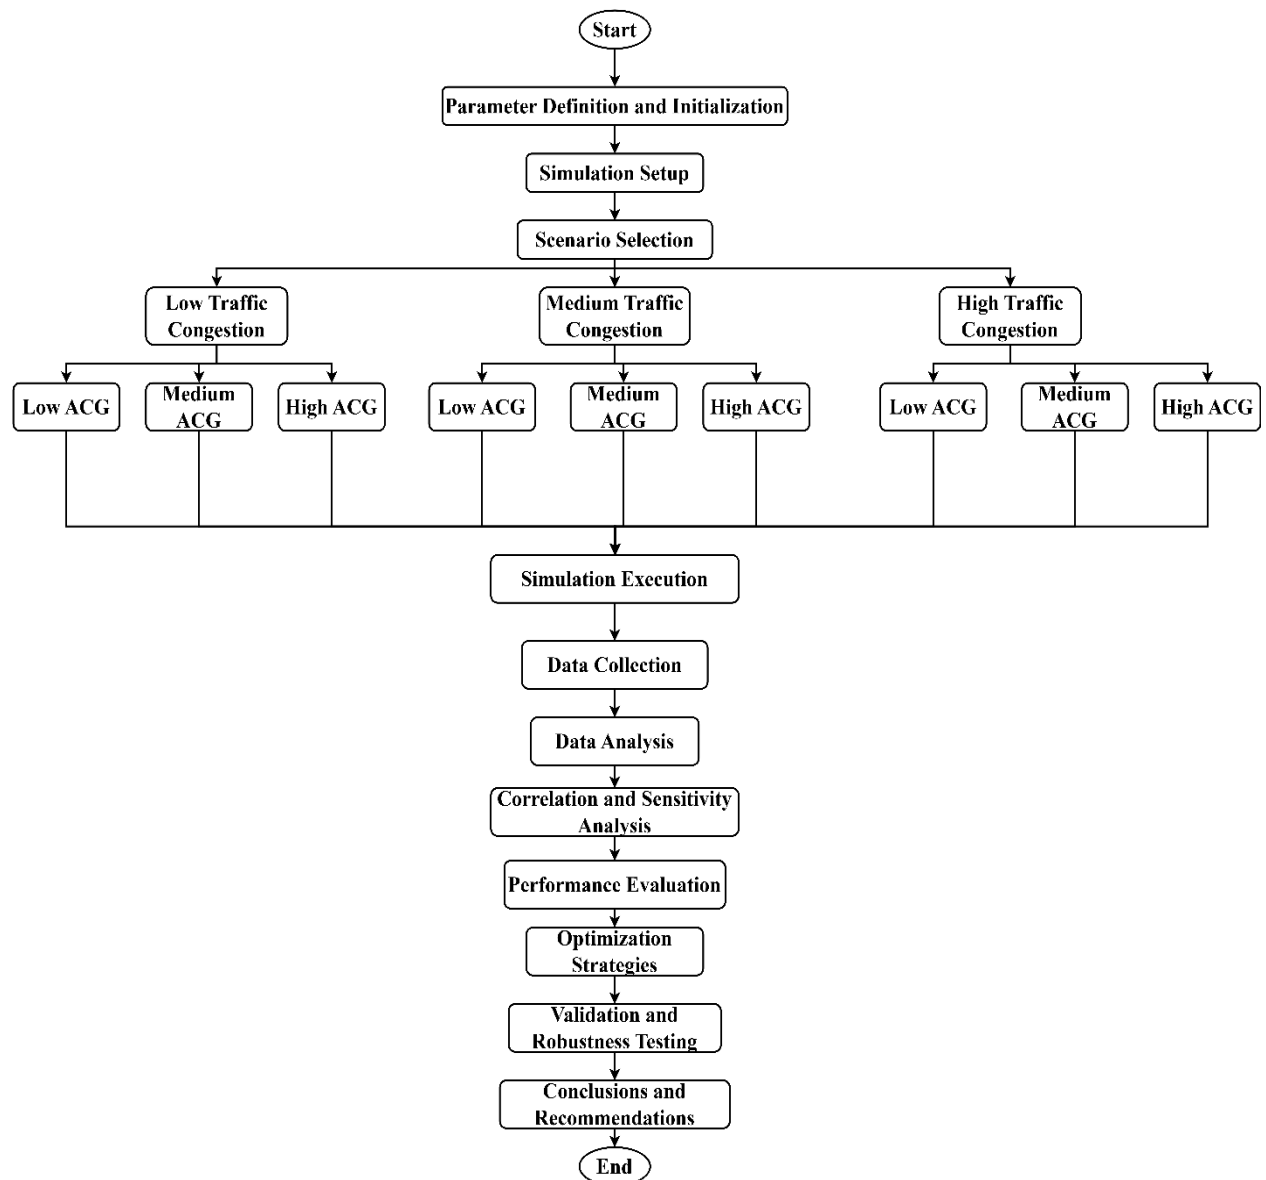 Start
Parameter Definition and Initialization
Simulation Setup
Scenario Selection
Low Traffic
Congestion
Medium Traffic
Congestion
High Traffic
Congestion
Low ACG
Medium
ACG
High ACG
Low ACG
Medium
ACG
High ACG
Low ACG
Medium
ACG
High ACG
Simulation Execution
Data Collection
Data Analysis
Correlation and Sensitivity
Analysis
Performance Evaluation
Optimization
Strategies
Validation and
Robustness Testing
Conclusions and
Recommendations
End